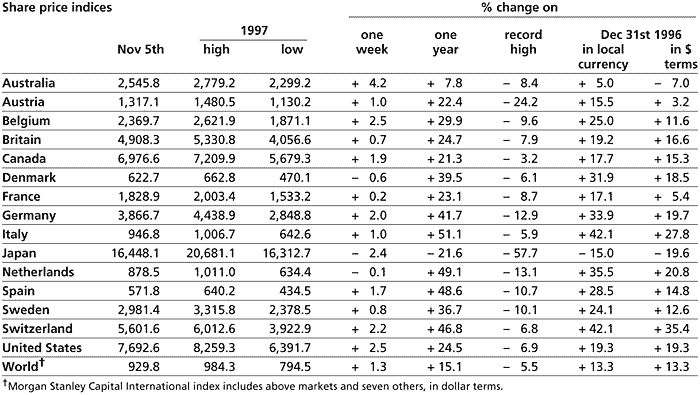 Share price indices % change on
1997 one one record Dec 31st 1996
Nov 5th high low week year high in local in $
currency terms
Australia 2,545.8 2,779.2 2,299.2 + 4.2 + 7.8 – 8.4 + 5.0 – 7.0
Austria 1,317.1 1,480.5 1,130.2 + 1.0 + 22.4 – 24.2 + 15.5 + 3.2
Belgium 2,369.7 2,621.9 1,871.1 + 2.5 + 29.9 – 9.6 + 25.0 + 11.6
Britain 4,908.3 5,330.8 4,056.6 + 0.7 + 24.7 – 7.9 + 19.2 + 16.6
Canada 6,976.6 7,209.9 5,679.3 + 1.9 + 21.3 – 3.2 + 17.7 + 15.3
Denmark 622.7 662.8 470.1 – 0.6 + 39.5 – 6.1 + 31.9 + 18.5
France 1,828.9 2,003.4 1,533.2 + 0.2 + 23.1 – 8.7 + 17.1 + 5.4
Germany 3,866.7 4,438.9 2,848.8 + 2.0 + 41.7 – 12.9 + 33.9 + 19.7
Italy 946.8 1,006.7 642.6 + 1.0 + 51.1 – 5.9 + 42.1 + 27.8
Japan 16,448.1 20,681.1 16,312.7 – 2.4 – 21.6 – 57.7 – 15.0 – 19.6
Netherlands 878.5 1,011.0 634.4 – 0.1 + 49.1 – 13.1 + 35.5 + 20.8
Spain 571.8 640.2 434.5 + 1.7 + 48.6 – 10.7 + 28.5 + 14.8
Sweden 2,981.4 3,315.8 2,378.5 + 0.8 + 36.7 – 10.1 + 24.1 + 12.6
Switzerland 5,601.6 6,012.6 3,922.9 + 2.2 + 46.8 – 6.8 + 42.1 + 35.4
United States 7,692.6 8,259.3 6,391.7 + 2.5 + 24.5 – 6.9 + 19.3 + 19.3
World† 929.8 984.3 794.5 + 1.3 + 15.1 – 5.5 + 13.3 + 13.3
†Morgan Stanley Capital International index includes above markets and seven others, in dollar terms.